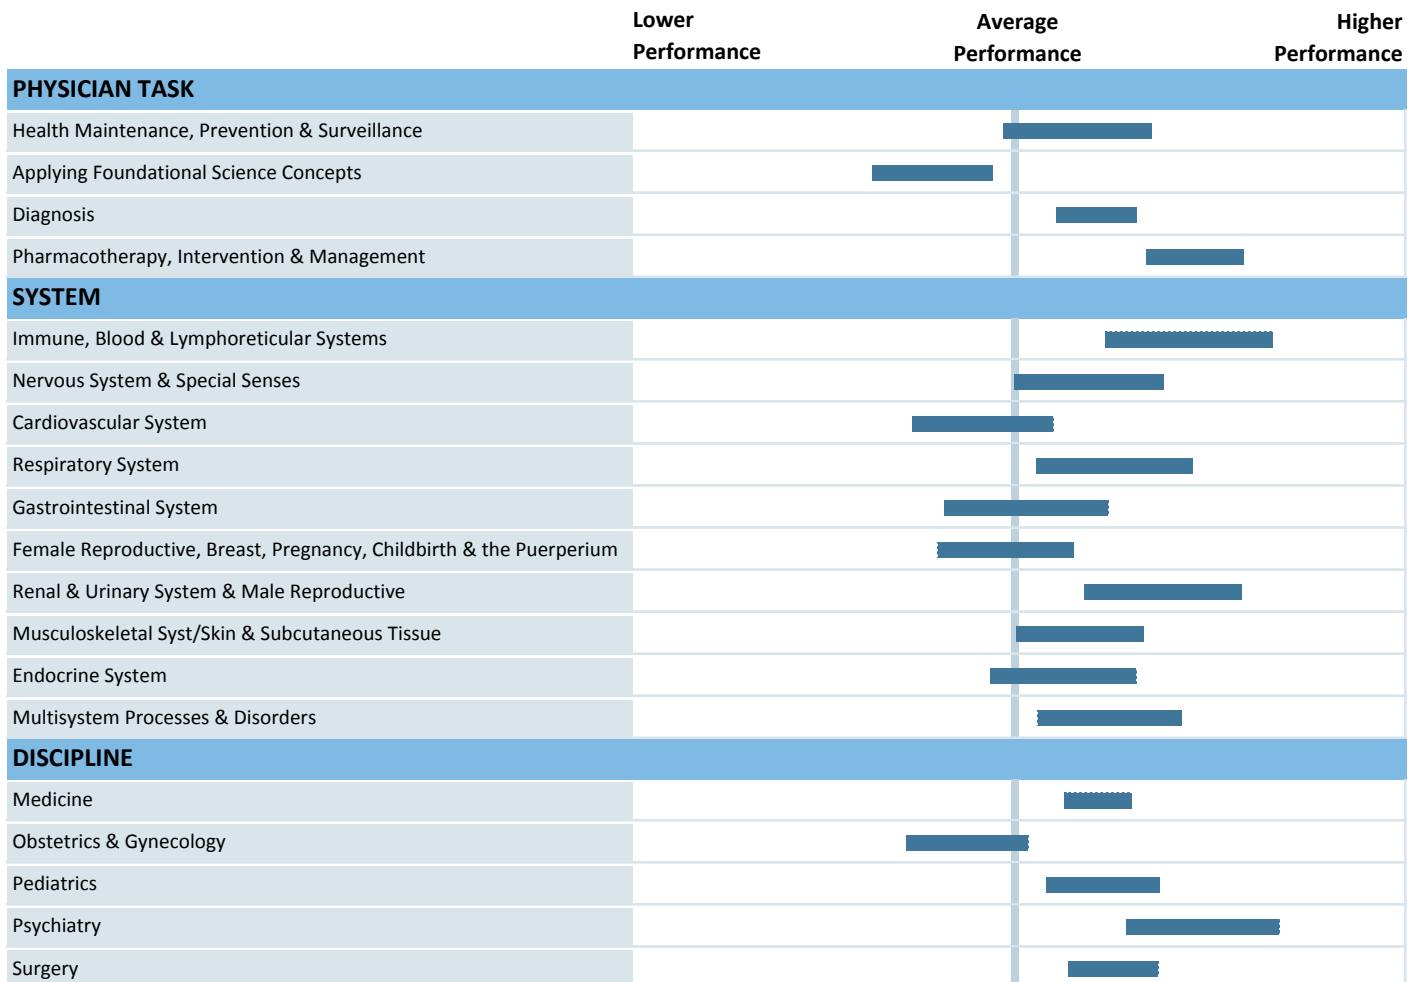 Lower Average Higher
Performance Performance Performance
PHYSICIAN TASK
Health Maintenance, Prevention & Surveillance
Applying Foundational Science Concepts
Diagnosis
Pharmacotherapy, Intervention & Management
SYSTEM
Immune, Blood & Lymphoreticular Systems
Nervous System & Special Senses
Cardiovascular System
Respiratory System
Gastrointestinal System
Female Reproductive, Breast, Pregnancy, Childbirth & the Puerperium
Renal & Urinary System & Male Reproductive
Musculoskeletal Syst/Skin & Subcutaneous Tissue
Endocrine System
Multisystem Processes & Disorders
DISCIPLINE
Medicine
Obstetrics & Gynecology
Pediatrics
Psychiatry
Surgery